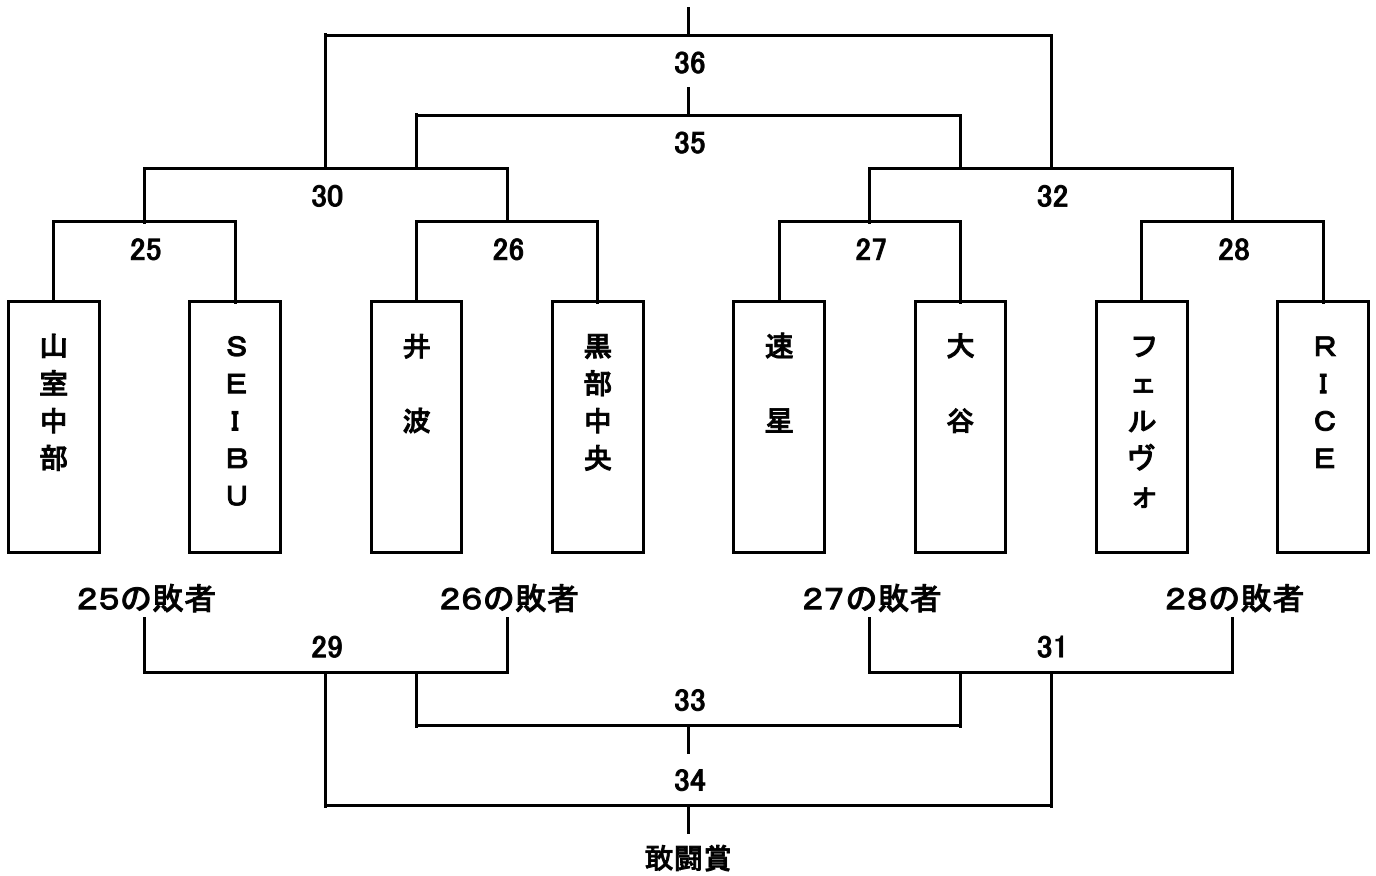 36
35
30
32
25
26
27
28
山室中部
ＳＥＩＢＵ
井波
黒部中央
速星
大谷
フェルヴォ
ＲＩＣＥ
25の敗者
26の敗者
27の敗者
28の敗者
29
31
33
34
敢闘賞